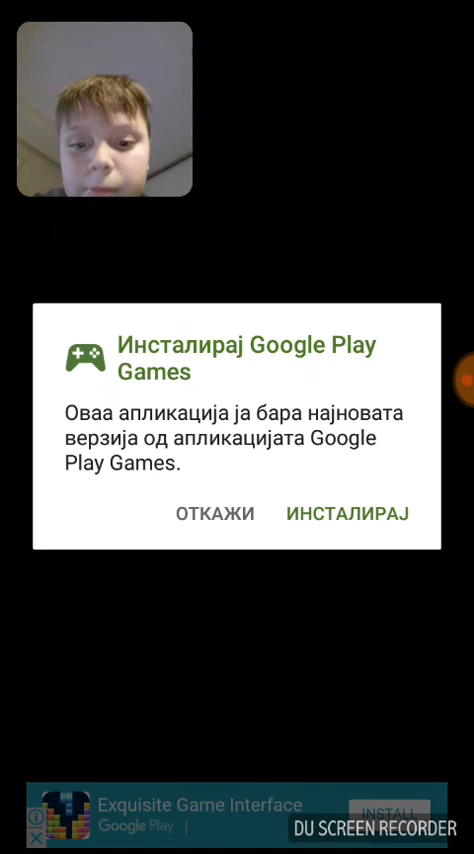 Инсталирај Google Play
Games
Оваа апликација ја бара најновата
верзија од апликацијата Google
Play Games.
ОТКАЖИ ИНСТАЛИРАЈ
Exquisite Game Interface
Google Play
INSTALL
DU SCREEN RECORDER